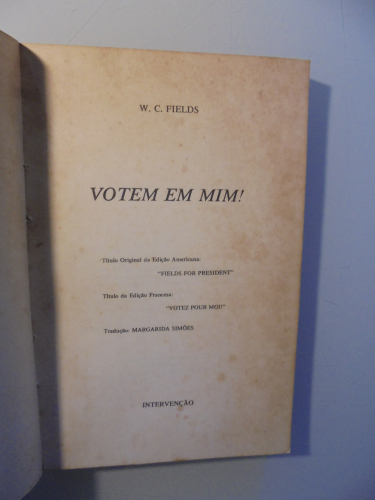 W. C. FIELDS
VOTEM EM MIM!
Título Original da Edição Americana:
"FIELDS FOR PRESIDENT"
Título da Edição Francesa:
"VOTEZ POUR MOI!"
Tradução: MARGARIDA SIMÕES
INTERVENÇÃO